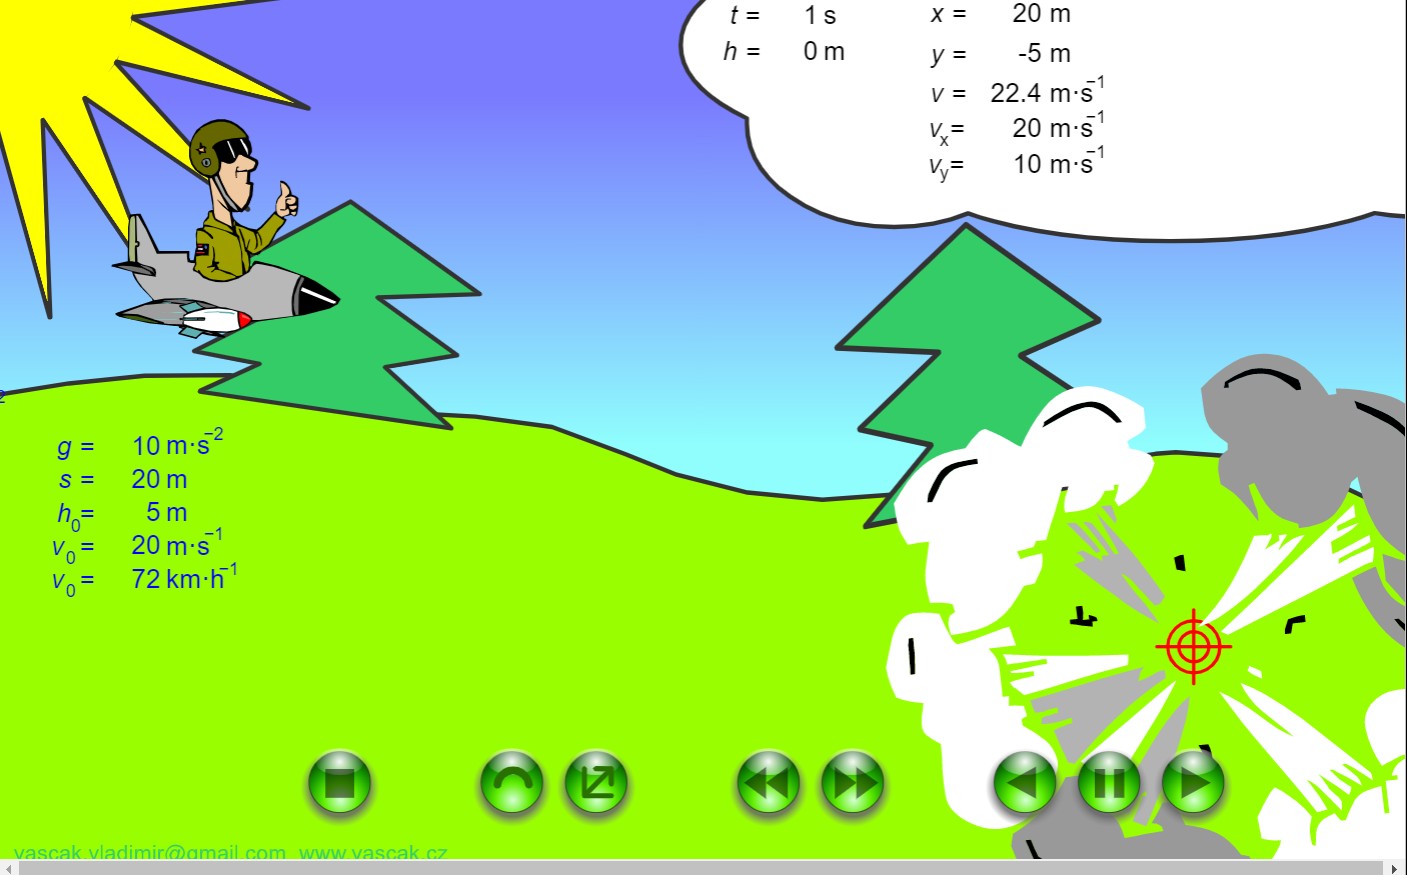 t = 1 s x = 20 m
h = 0 m y = -5 m
v = 22.4 m·s⁻¹
vₓ= 20 m·s⁻¹
v_y= 10 m·s⁻¹
g = 10 m·s⁻²
s = 20 m
h₀= 5 m
v₀= 20 m·s⁻¹
v₀= 72 km·h⁻¹
vascak.vladimir@gmail.com www.vascak.cz